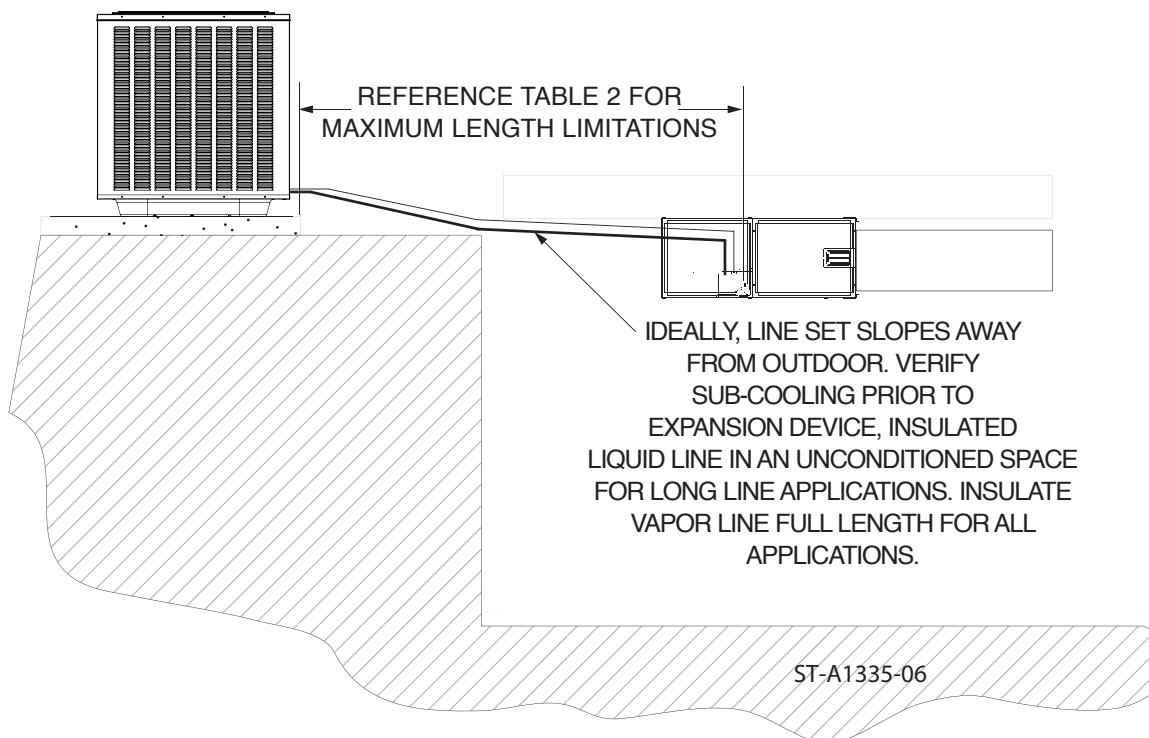 REFERENCE TABLE 2 FOR
MAXIMUM LENGTH LIMITATIONS
IDEALLY, LINE SET SLOPES AWAY
FROM OUTDOOR. VERIFY
SUB-COOLING PRIOR TO
EXPANSION DEVICE, INSULATED
LIQUID LINE IN AN UNCONDITIONED SPACE
FOR LONG LINE APPLICATIONS. INSULATE
VAPOR LINE FULL LENGTH FOR ALL
APPLICATIONS.
ST-A1335-06